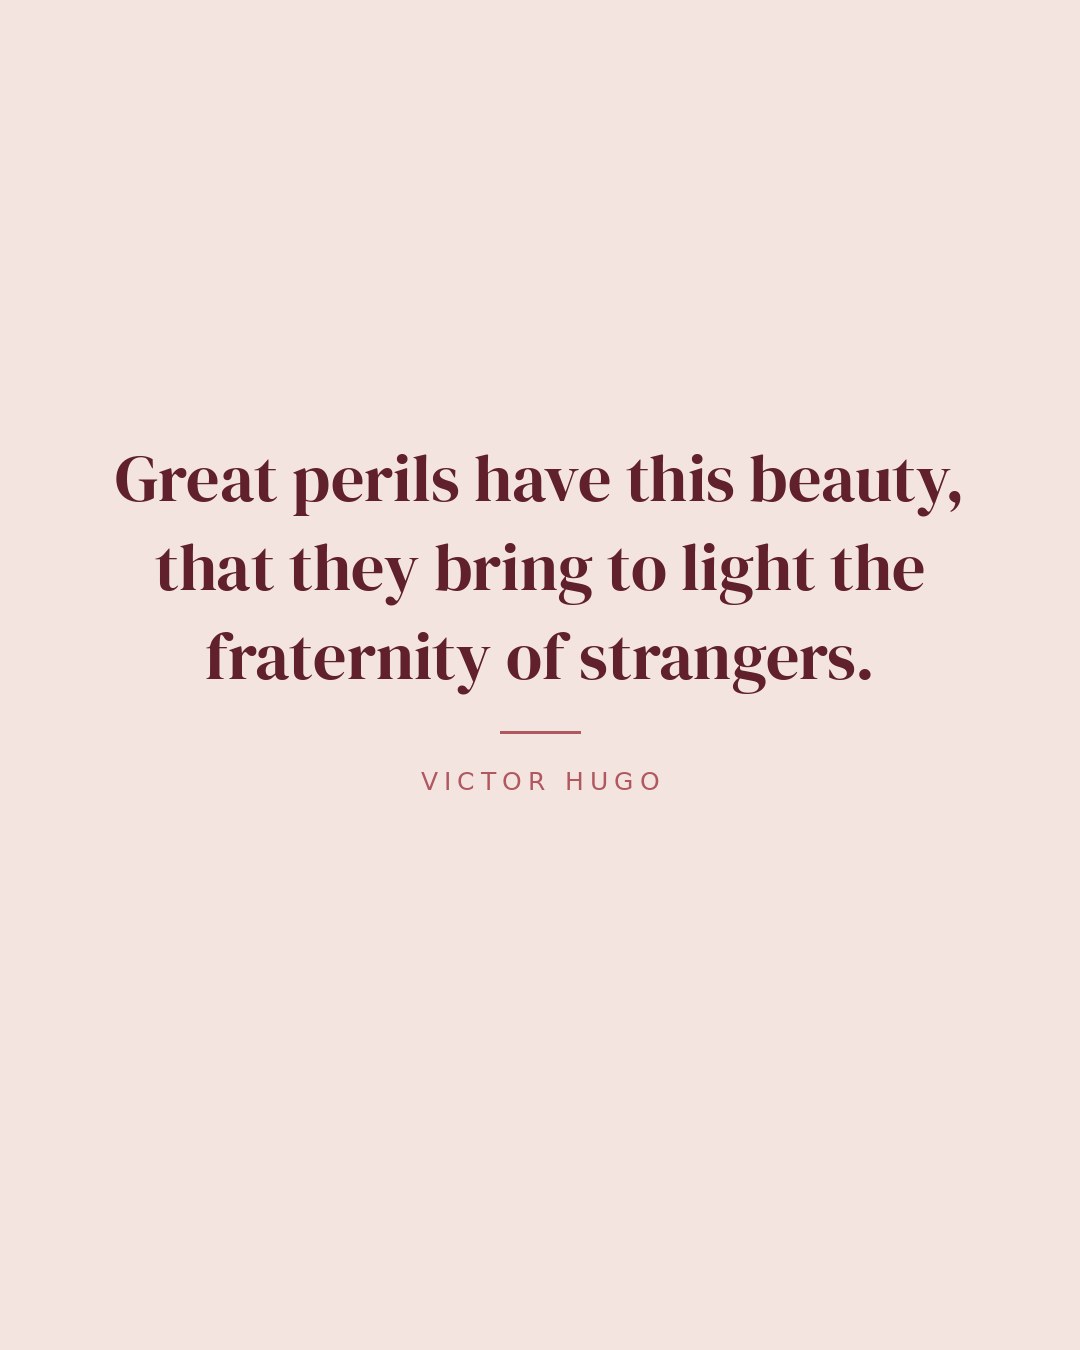 Great perils have this beauty,
that they bring to light the
fraternity of strangers.
VICTOR HUGO